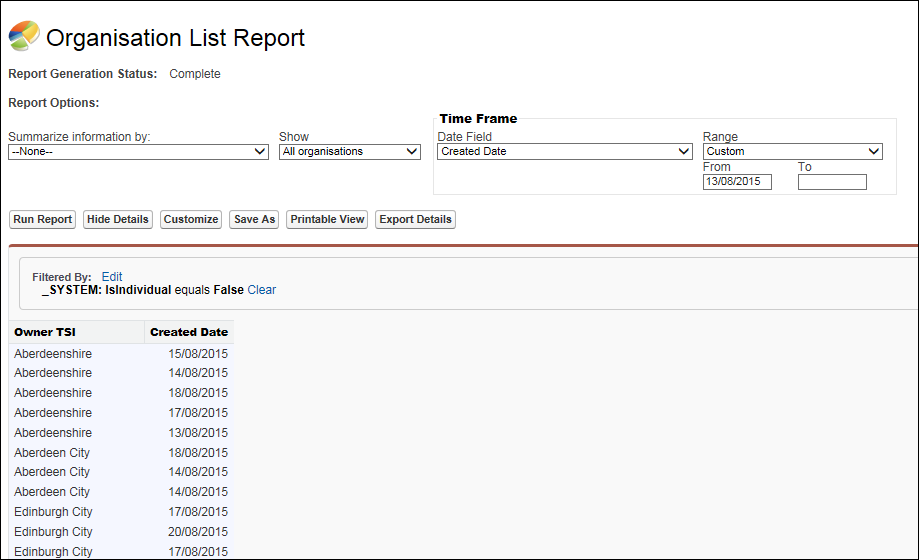 Organisation List Report
Report Generation Status: Complete
Report Options:
Time Frame
Summarize information by:
--None--
Show
All organisations
Date Field
Created Date
Range
Custom
From
13/08/2015
To
Run Report Hide Details Customize Save As Printable View Export Details
Filtered By: Edit
_SYSTEM: IsIndividual equals False Clear
Owner TSI Created Date
Aberdeenshire 15/08/2015
Aberdeenshire 14/08/2015
Aberdeenshire 18/08/2015
Aberdeenshire 17/08/2015
Aberdeenshire 13/08/2015
Aberdeen City 18/08/2015
Aberdeen City 14/08/2015
Aberdeen City 14/08/2015
Edinburgh City 17/08/2015
Edinburgh City 20/08/2015
Edinburgh City 17/08/2015